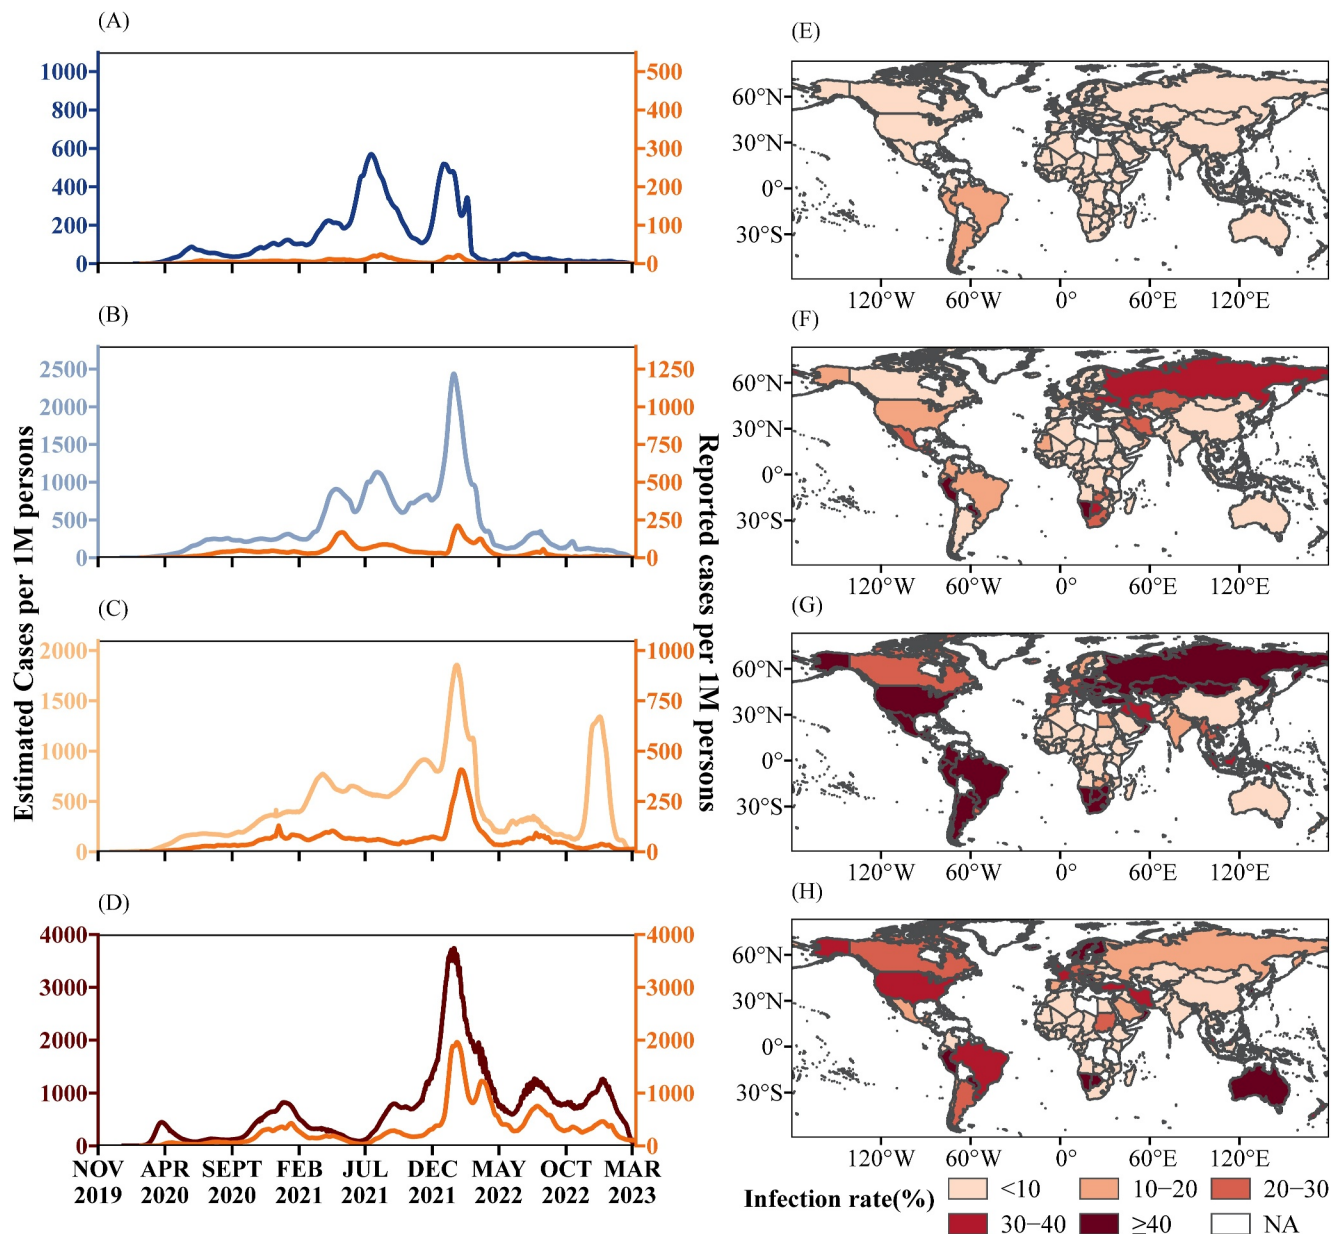 (A)
1000
800
600
400
200
0
500
400
300
200
100
0
(B)
2500
2000
1500
1000
500
0
1250
1000
750
500
250
0
(C)
2000
1500
1000
500
0
1000
750
500
250
0
(D)
4000
3000
2000
1000
0
4000
3000
2000
1000
0
NOV APR SEPT FEB JUL DEC MAY OCT MAR
2019 2020 2020 2021 2021 2021 2022 2022 2023
Estimated Cases per 1M persons
Reported cases per 1M persons
(E)
60°N
30°N
0°
30°S
120°W 60°W 0° 60°E 120°E
(F)
60°N
30°N
0°
30°S
120°W 60°W 0° 60°E 120°E
(G)
60°N
30°N
0°
30°S
120°W 60°W 0° 60°E 120°E
(H)
60°N
30°N
0°
30°S
120°W 60°W 0° 60°E 120°E
Infection rate(%)
<10 10−20 20−30
30−40 ≥40 NA